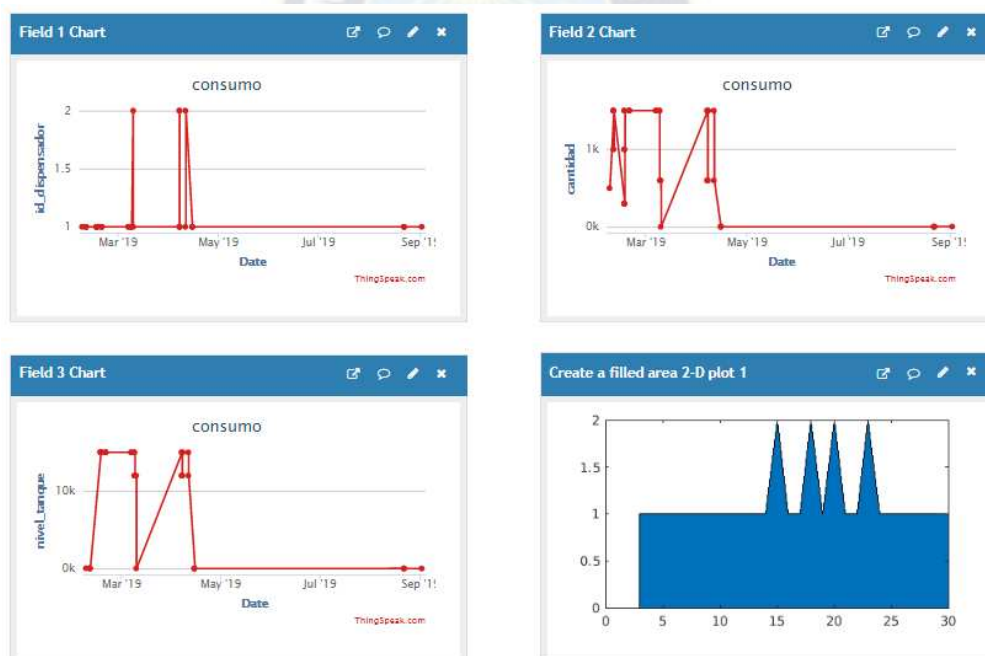 Field 1 Chart
consumo
2
1.5
1
id_dispensador
Mar '19
May '19
Jul '19
Sep '1
Date
ThingSpeak.com
Field 2 Chart
consumo
1k
0k
cantidad
Mar '19
May '19
Jul '19
Sep '1
Date
ThingSpeak.com
Field 3 Chart
consumo
10k
0k
nivel_tanque
Mar '19
May '19
Jul '19
Sep '1
Date
ThingSpeak.com
Create a filled area 2-D plot 1
2
1.5
1
0.5
0
0
5
10
15
20
25
30